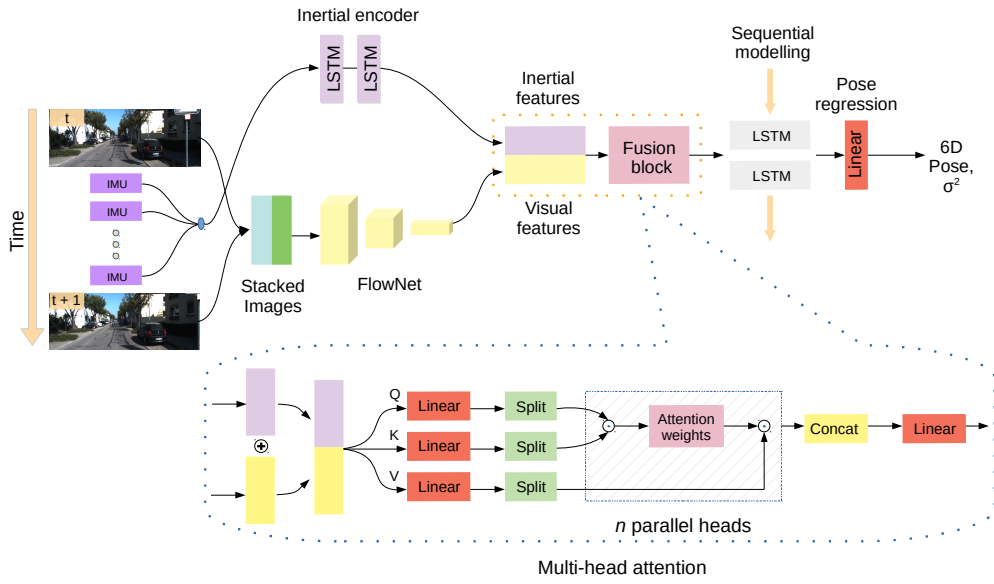 Inertial encoder
LSTM
LSTM
Sequential
modelling
Inertial
features
Pose
regression
t
LSTM
LSTM
Fusion
block
Linear
6D
Pose,
σ²
IMU
IMU
IMU
Time
Visual
features
Stacked
Images
FlowNet
t + 1
Q
Linear
Split
K
Linear
Split
V
Linear
Split
Attention
weights
Concat
Linear
n parallel heads
Multi-head attention